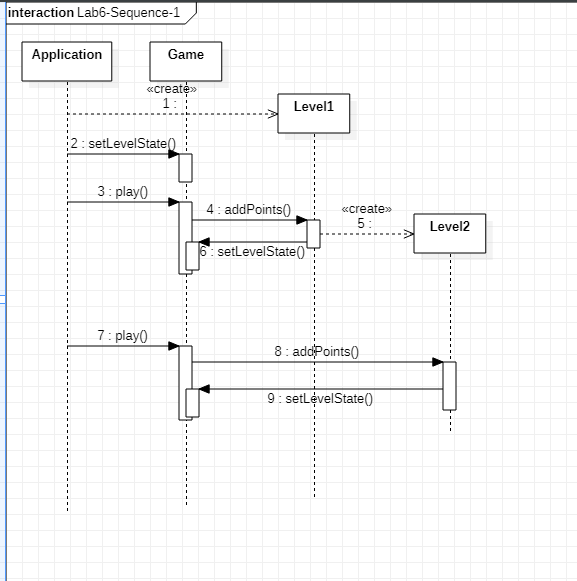 interaction Lab6-Sequence-1
Application
Game
«create»
1 :
Level1
2 : setLevelState()
3 : play()
4 : addPoints()
«create»
5 :
Level2
6 : setLevelState()
7 : play()
8 : addPoints()
9 : setLevelState()